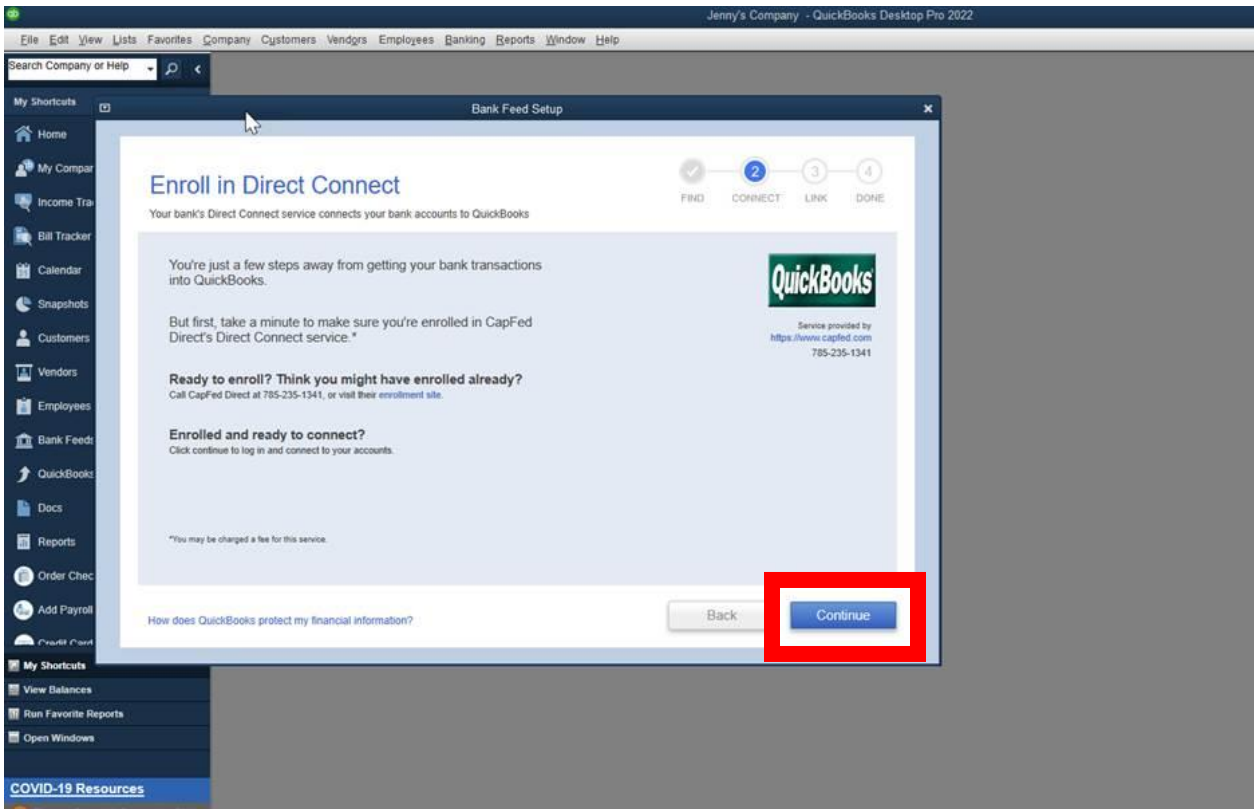 Jenny's Company - QuickBooks Desktop Pro 2022
File Edit View Lists Favorites Company Customers Vendors Employees Banking Reports Window Help
Search Company or Help
My Shortcuts
Home
My Compan
Income Tra
Bill Tracker
Calendar
Snapshots
Customers
Vendors
Employees
Bank Feeds
QuickBooks
Docs
Reports
Order Chec
Add Payroll
Credit Card
My Shortcuts
View Balances
Run Favorite Reports
Open Windows
COVID-19 Resources
Bank Feed Setup
Enroll in Direct Connect
Your bank's Direct Connect service connects your bank accounts to QuickBooks
2 3 4
FIND CONNECT LINK DONE
You're just a few steps away from getting your bank transactions
into QuickBooks.
But first, take a minute to make sure you're enrolled in CapFed
Direct's Direct Connect service.*
Ready to enroll? Think you might have enrolled already?
Call CapFed Direct at 785-235-1341, or visit their enrollment site.
Enrolled and ready to connect?
Click continue to log in and connect to your accounts.
*You may be charged a fee for this service.
QuickBooks
Service provided by
https://www.capfed.com
785-235-1341
How does QuickBooks protect my financial information?
Back
Continue